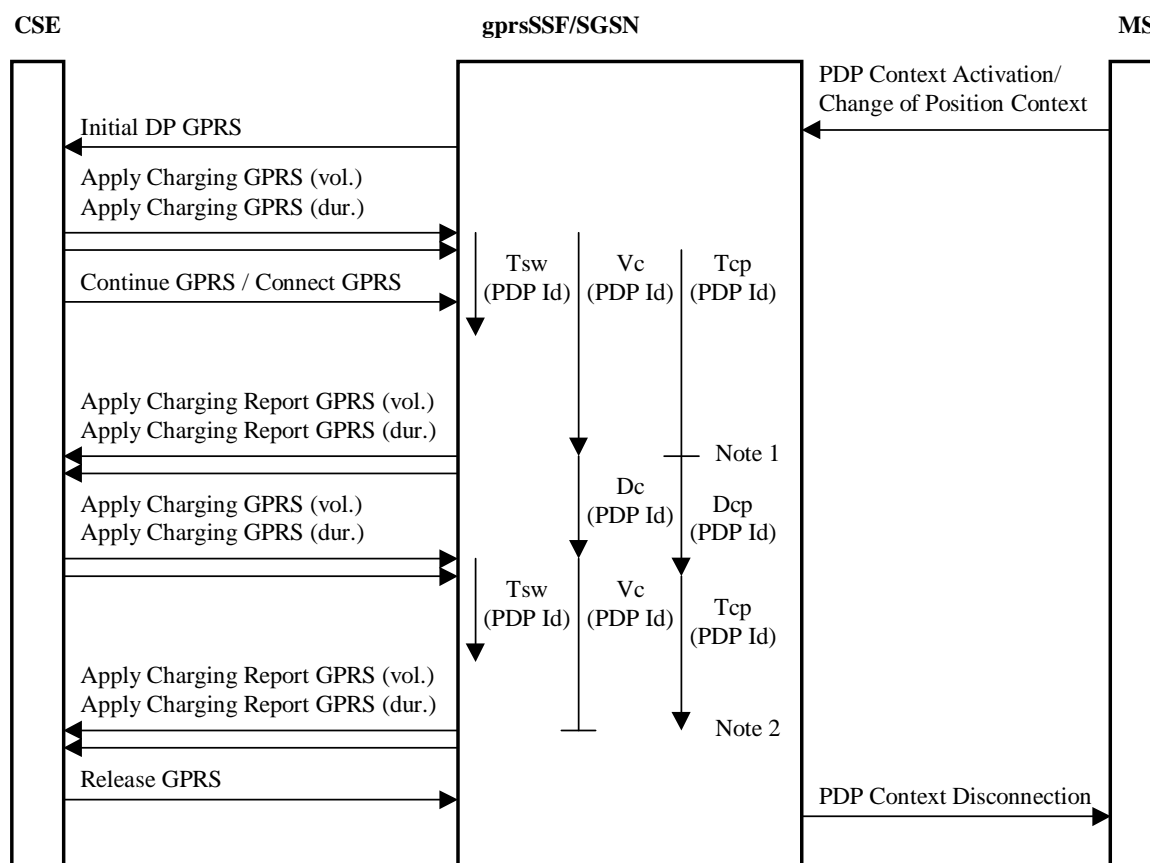 CSE
gprsSSF/SGSN
MS
PDP Context Activation/
Change of Position Context
Initial DP GPRS
Apply Charging GPRS (vol.)
Apply Charging GPRS (dur.)
Tsw
(PDP Id)
Vc
(PDP Id)
Tcp
(PDP Id)
Continue GPRS / Connect GPRS
Apply Charging Report GPRS (vol.)
Apply Charging Report GPRS (dur.)
Note 1
Dc
(PDP Id)
Dcp
(PDP Id)
Apply Charging GPRS (vol.)
Apply Charging GPRS (dur.)
Tsw
(PDP Id)
Vc
(PDP Id)
Tcp
(PDP Id)
Apply Charging Report GPRS (vol.)
Apply Charging Report GPRS (dur.)
Note 2
Release GPRS
PDP Context Disconnection